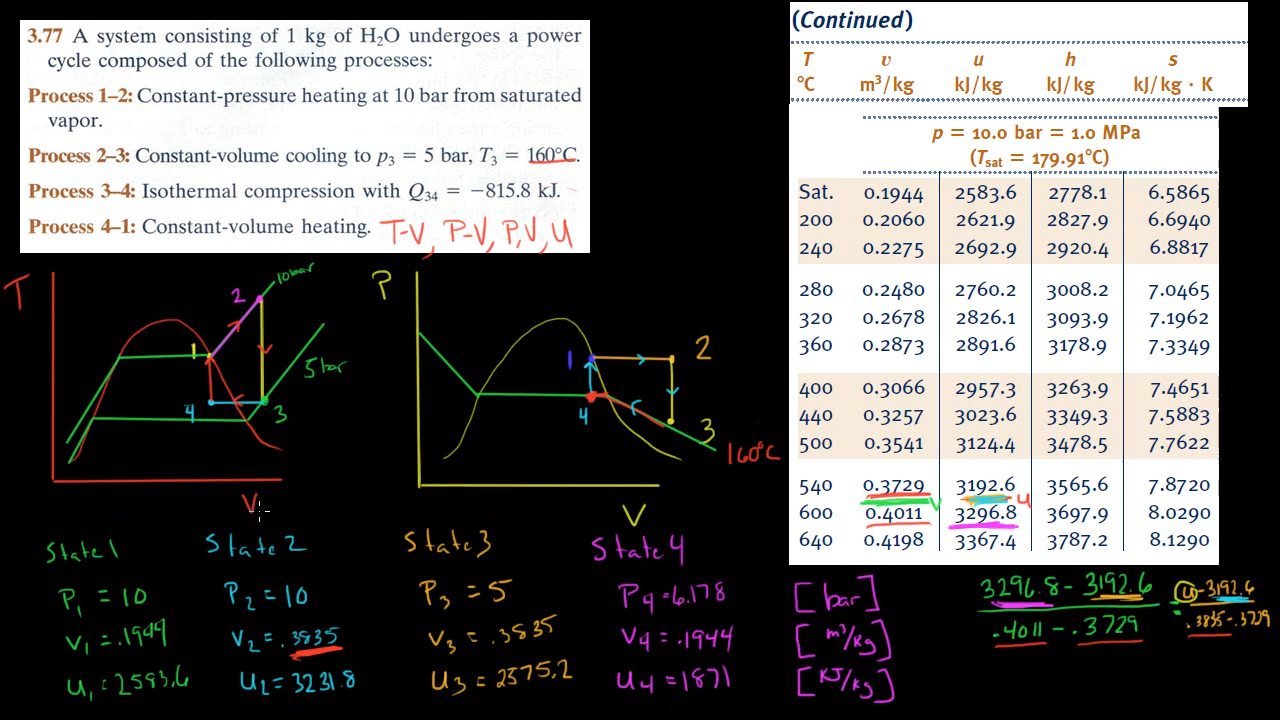 3.77 A system consisting of 1 kg of H₂O undergoes a power
cycle composed of the following processes:
Process 1–2: Constant-pressure heating at 10 bar from saturated
vapor.
Process 2–3: Constant-volume cooling to p₃ = 5 bar, T₃ = 160°C.
Process 3–4: Isothermal compression with Q₃₄ = −815.8 kJ.
Process 4–1: Constant-volume heating.
T-V, P-V, P, V, U
(Continued)
T v u h s
°C m³/kg kJ/kg kJ/kg kJ/kg · K
p = 10.0 bar = 1.0 MPa
(Tsat = 179.91°C)
Sat. 0.1944 2583.6 2778.1 6.5865
200 0.2060 2621.9 2827.9 6.6940
240 0.2275 2692.9 2920.4 6.8817
280 0.2480 2760.2 3008.2 7.0465
320 0.2678 2826.1 3093.9 7.1962
360 0.2873 2891.6 3178.9 7.3349
400 0.3066 2957.3 3263.9 7.4651
440 0.3257 3023.6 3349.3 7.5883
500 0.3541 3124.4 3478.5 7.7622
540 0.3729 3192.6 3565.6 7.8720
v u
600 0.4011 3296.8 3697.9 8.0290
640 0.4198 3367.4 3787.2 8.1290
T
10bar
2
1
5bar
4
3
V
P
1
2
4
3
160°C
V
State 1
P₁ = 10
V₁ = .1944
U₁ = 2583.6
State 2
P₂ = 10
V₂ = .3835
U₂ = 3231.8
State 3
P₃ = 5
V₃ = .3835
U₃ = 2575.2
State 4
P4 = 6.178
V4 = .1944
U4 = 1871
[bar]
[m³/kg]
[KJ/kg]
3296.8 - 3192.6 = u - 3192.6
.4011 - .3729 .3835 - .3729